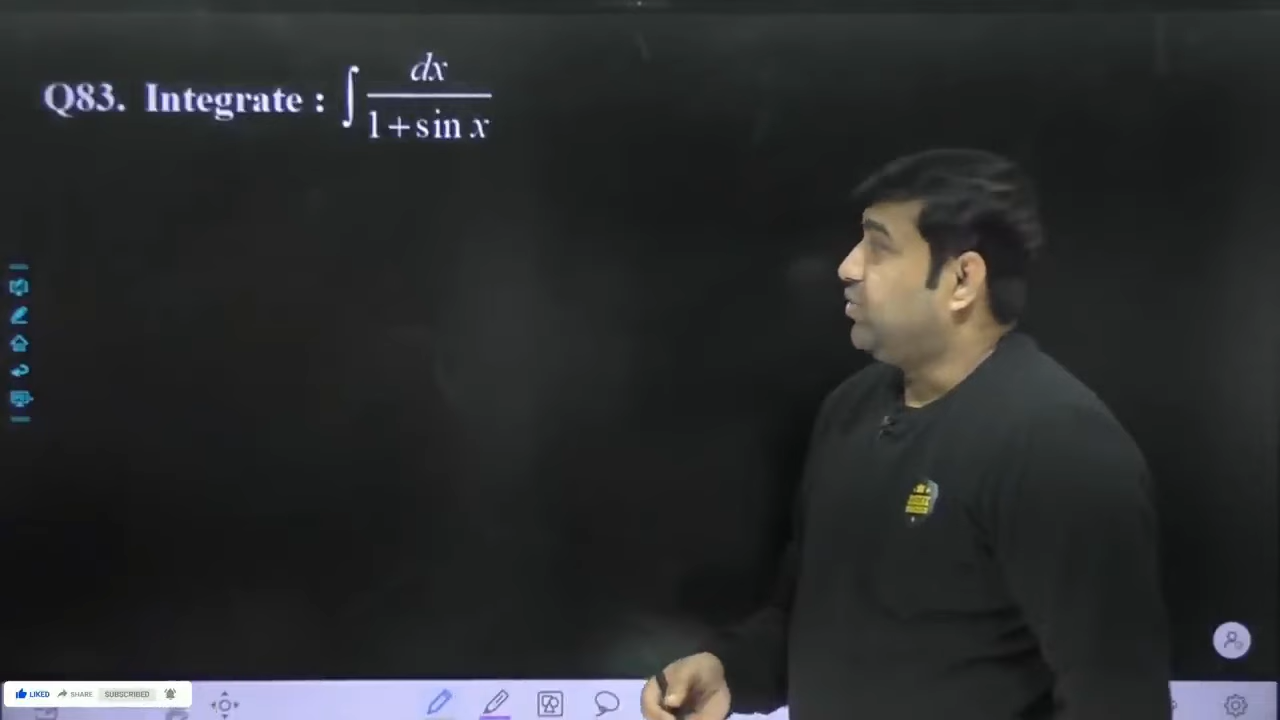 Q83. Integrate : ∫ dx / (1 + sin x)
LIKED SHARE SUBSCRIBED